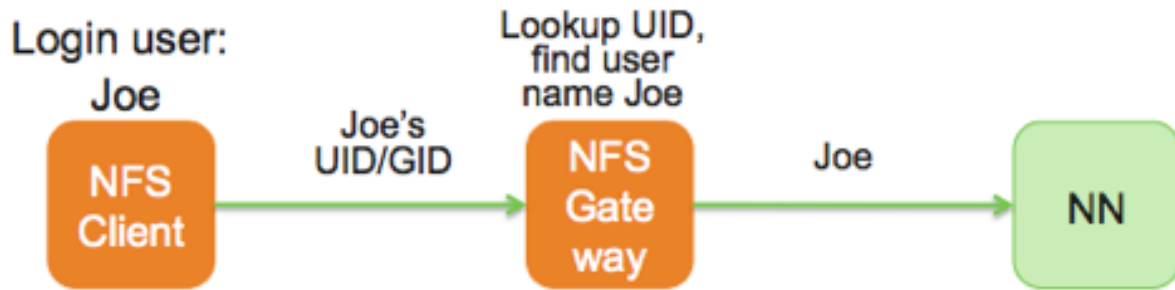 Login user:
Joe
NFS
Client
Joe's
UID/GID
Lookup UID,
find user
name Joe
NFS
Gate
way
Joe
NN